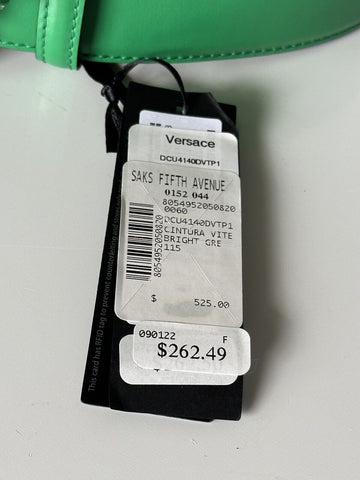 Versace
DCU4140DVTP1
SAKS FIFTH AVENUE
0152 044
8054952050820
0060
DCU4140DVTP1
CINTURA VITE
BRIGHT GRE
115
8054952050820
$ 525.00
090122 F
$262.49
This card has RFID tag to prevent counterfeiting and